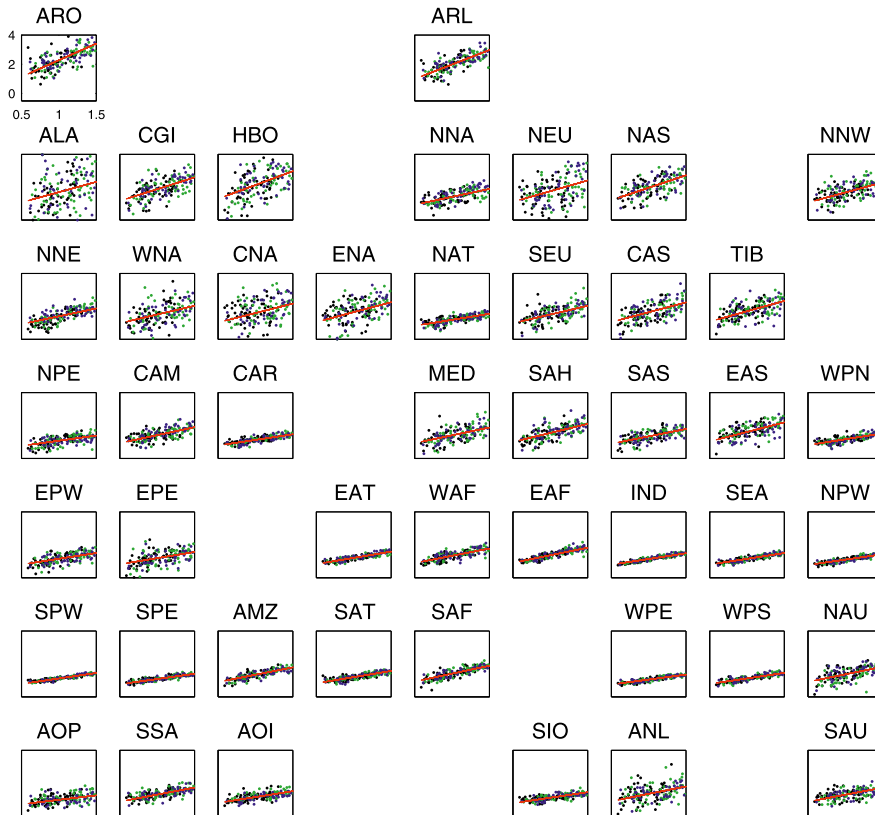 ARO ARL
4
2
0
0.5 1 1.5
ALA CGI HBO NNA NEU NAS NNW
NNE WNA CNA ENA NAT SEU CAS TIB
NPE CAM CAR MED SAH SAS EAS WPN
EPW EPE EAT WAF EAF IND SEA NPW
SPW SPE AMZ SAT SAF WPE WPS NAU
AOP SSA AOI SIO ANL SAU